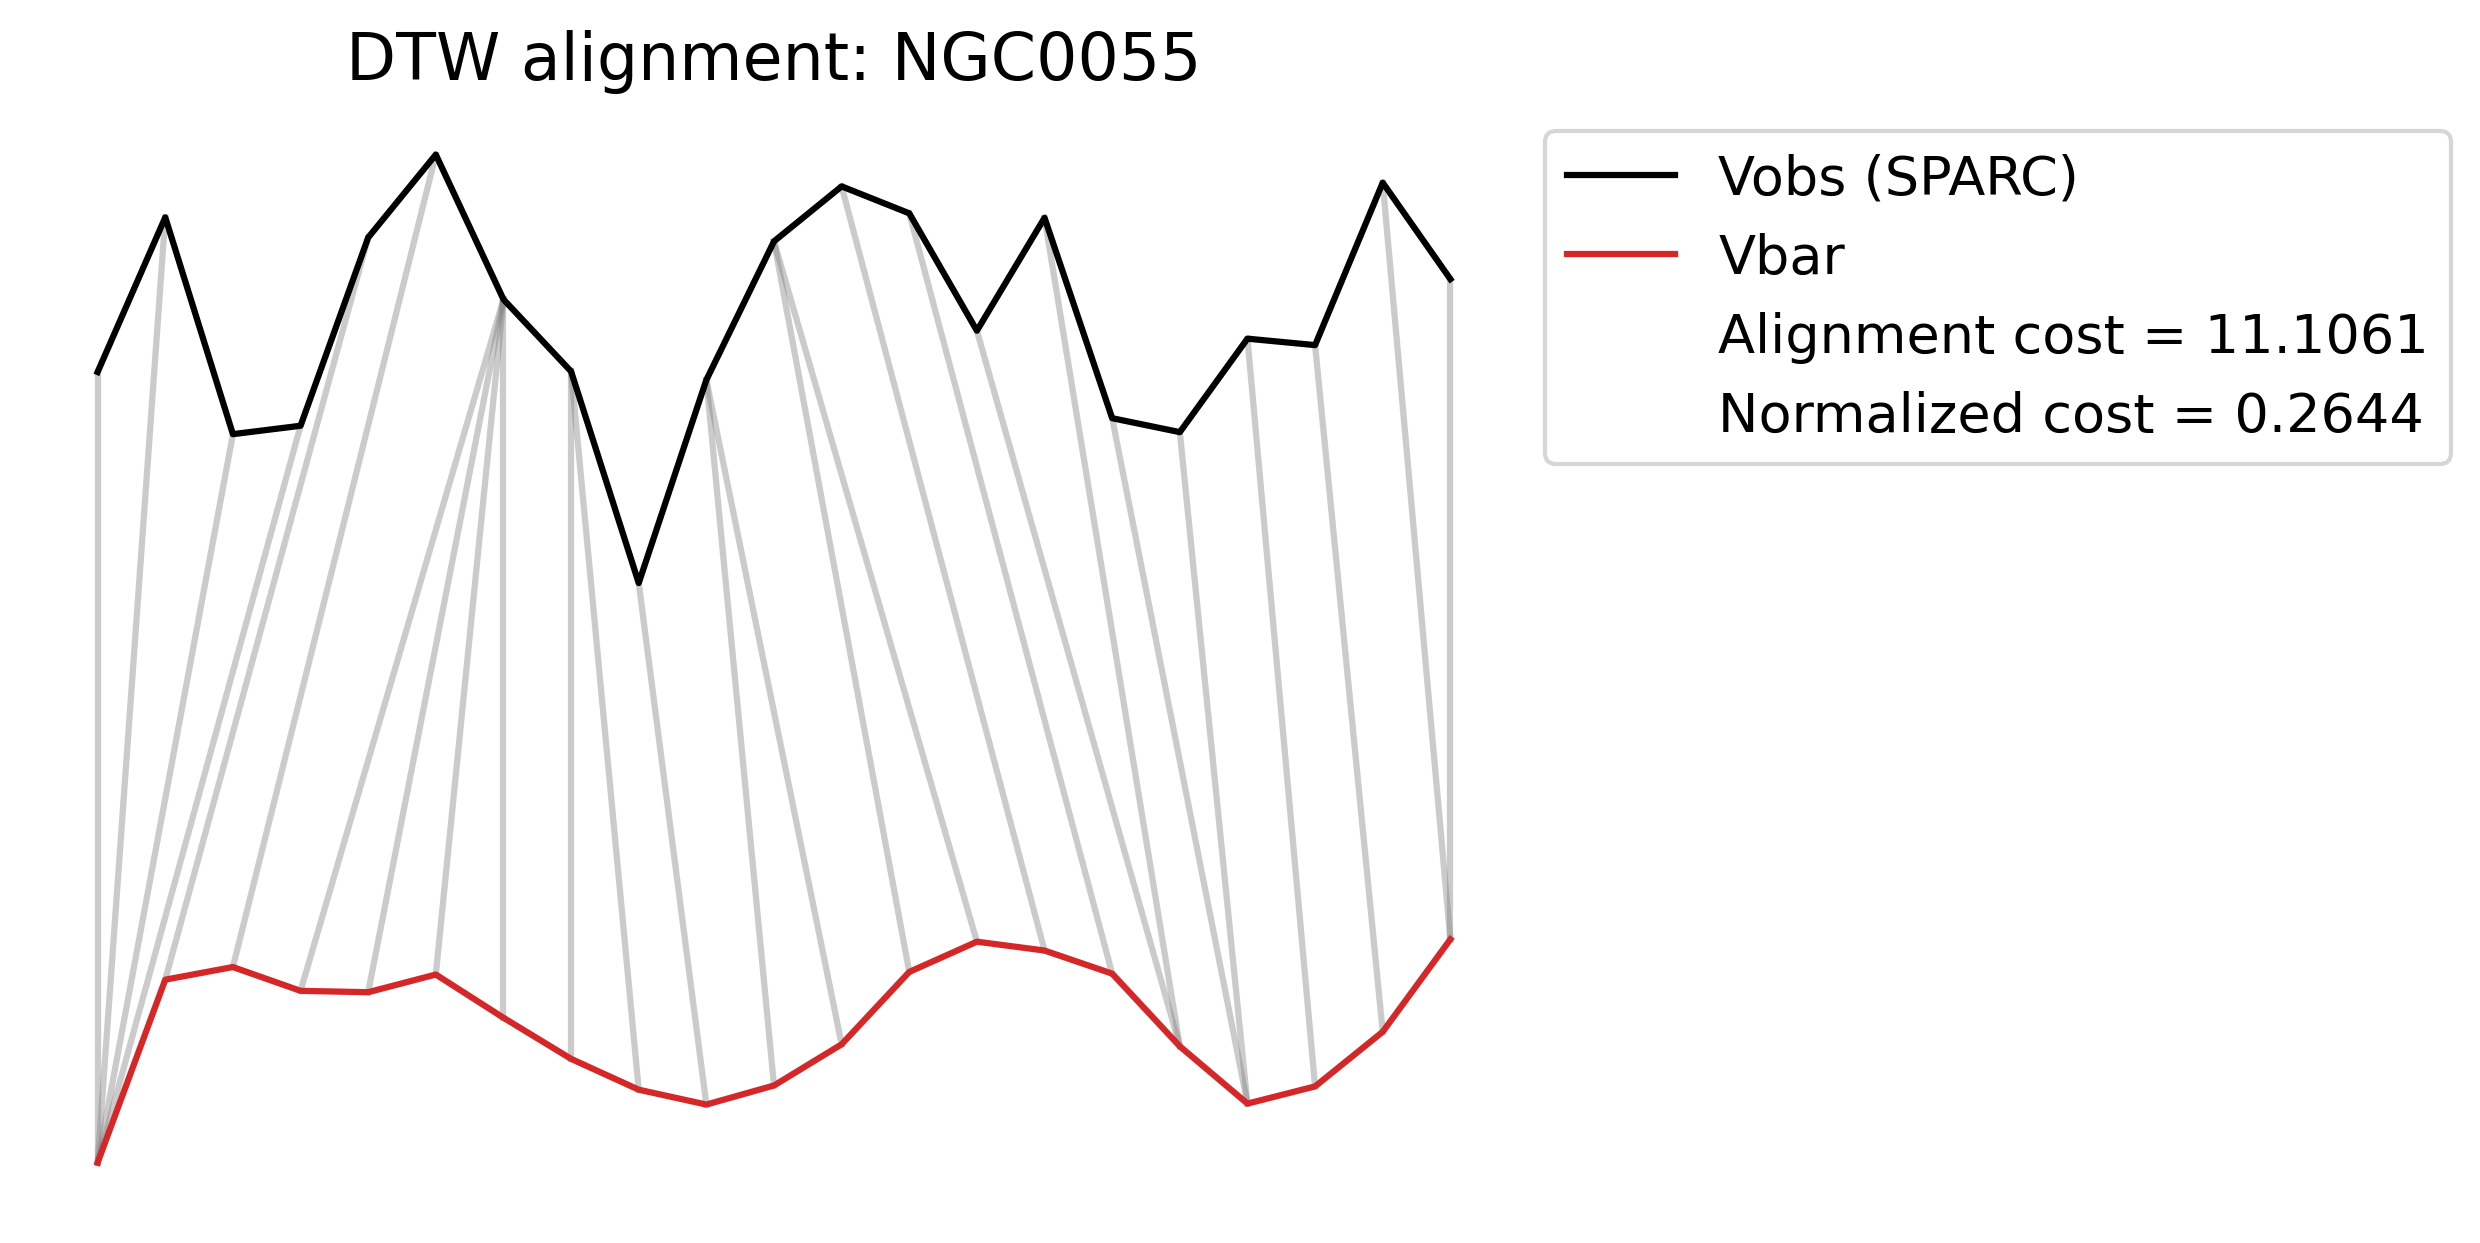 DTW alignment: NGC0055
Vobs (SPARC)
Vbar
Alignment cost = 11.1061
Normalized cost = 0.2644